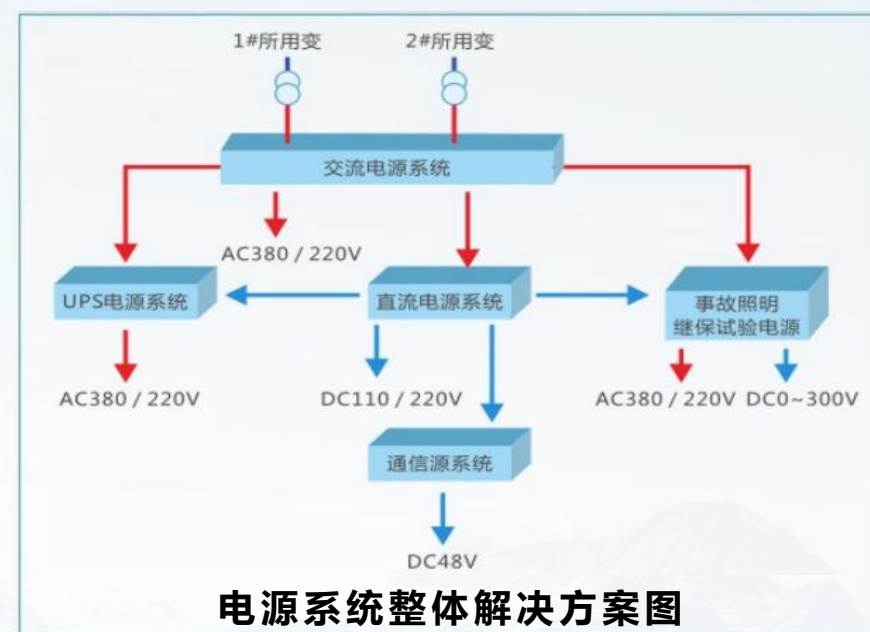 1#所用变
2#所用变
交流电源系统
AC380 / 220V
UPS电源系统
直流电源系统
事故照明
继保试验电源
AC380 / 220V
DC110 / 220V
AC380 / 220V
DC0~300V
通信源系统
DC48V
电源系统整体解决方案图